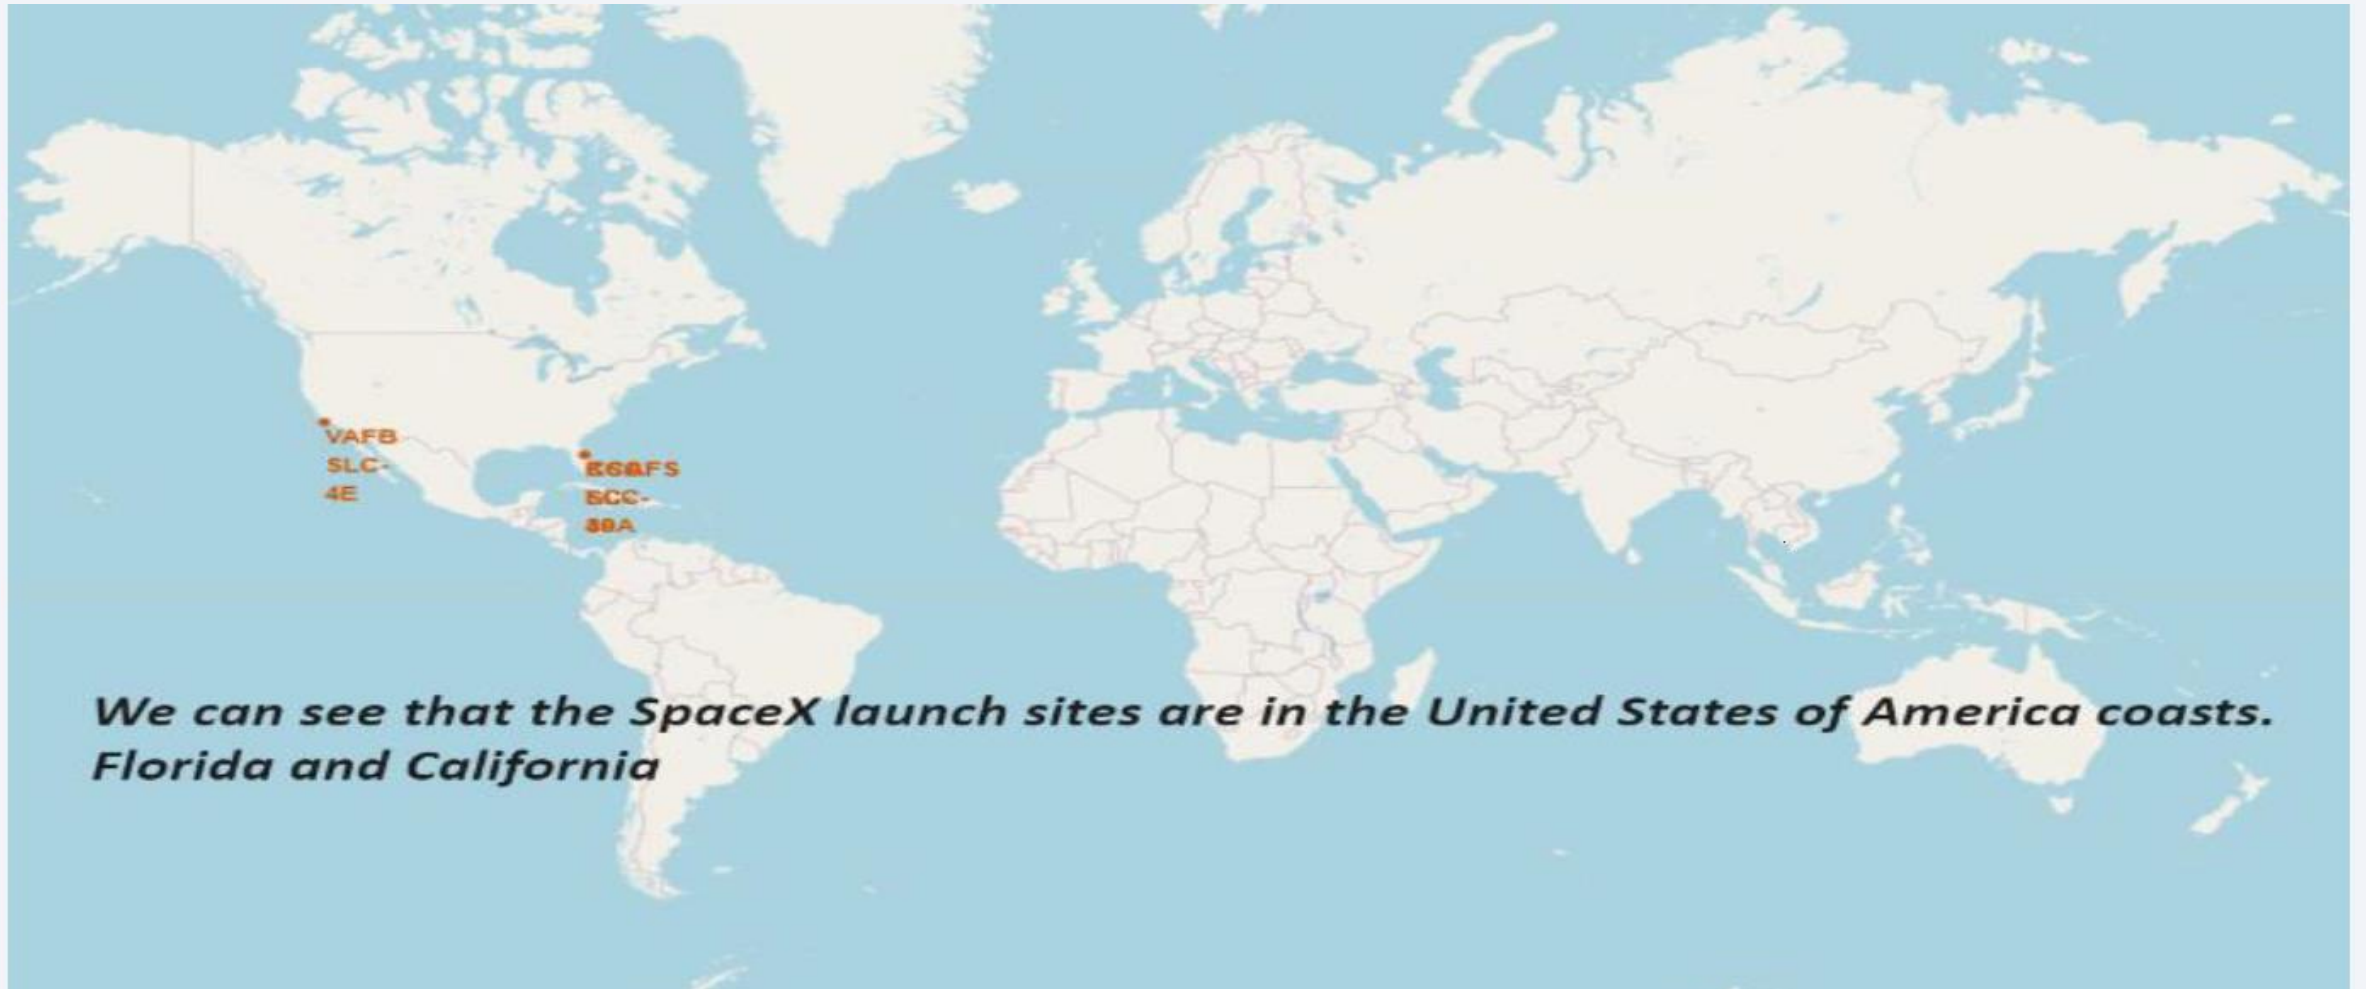 VAFB
SLC-
4E
We can see that the SpaceX launch sites are in the United States of America coasts.
Florida and California